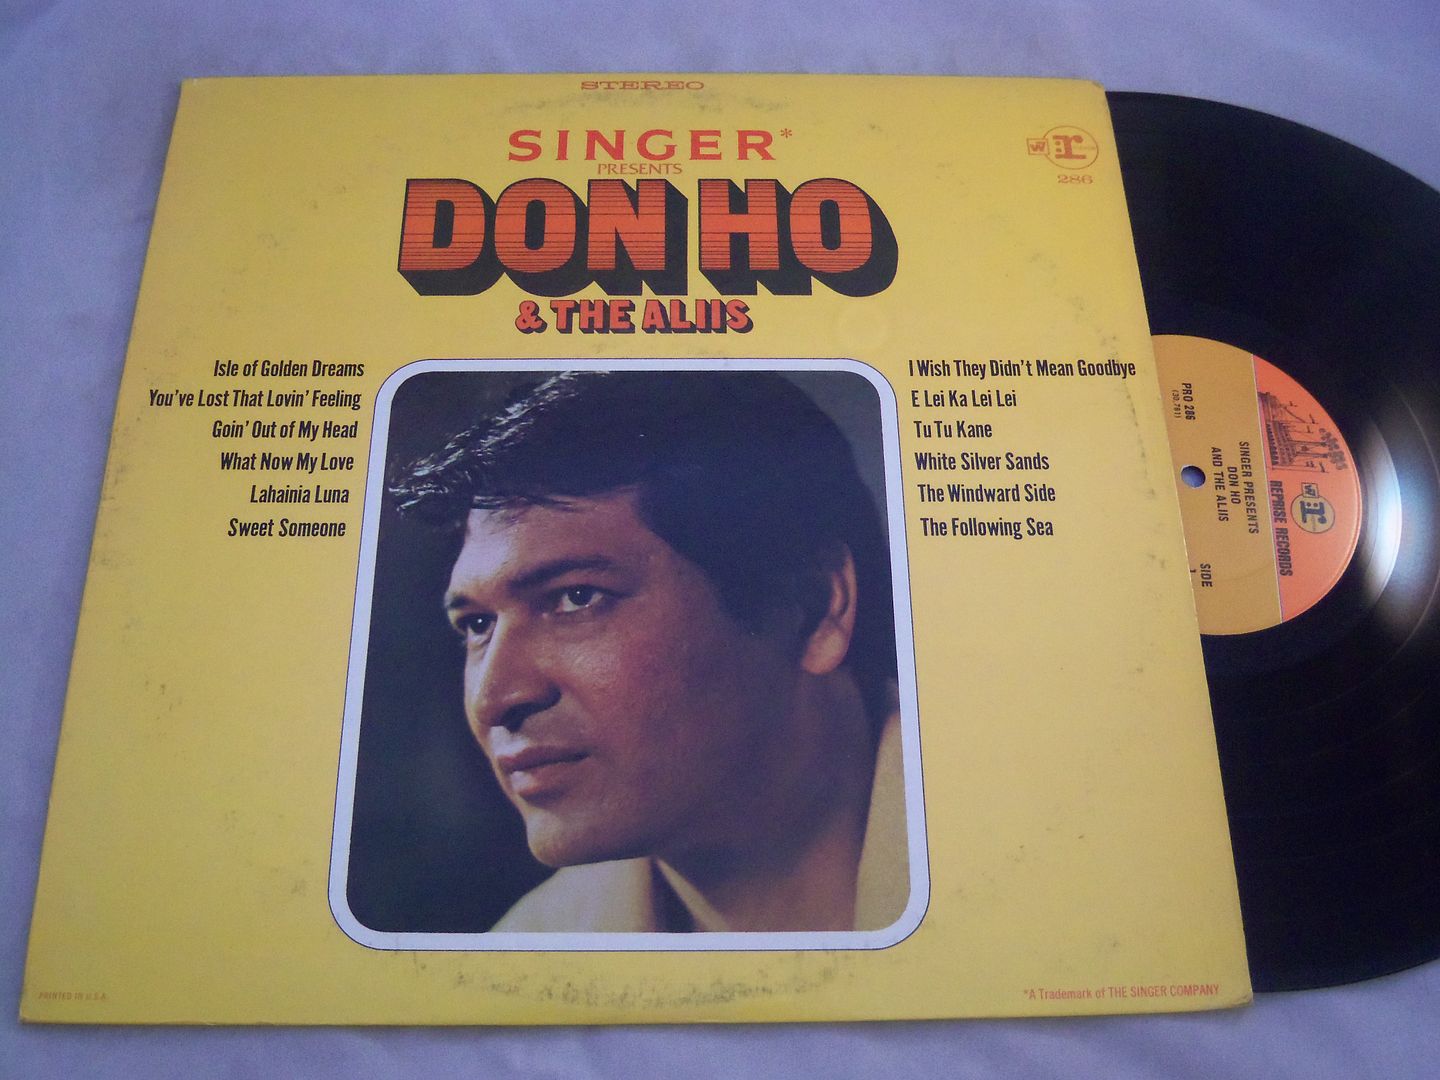 STEREO
SINGER*
PRESENTS
DON HO
& THE ALIIS
W
r
286
Isle of Golden Dreams
You've Lost That Lovin' Feeling
Goin' Out of My Head
What Now My Love
Lahainia Luna
Sweet Someone
I Wish They Didn't Mean Goodbye
E Lei Ka Lei Lei
Tu Tu Kane
White Silver Sands
The Windward Side
The Following Sea
PRINTED IN U.S.A.
*A Trademark of THE SINGER COMPANY
W
r
REPRISE RECORDS
SINGER PRESENTS
DON HO
AND THE ALIIS
PRO 286
(30,761)
SIDE
1